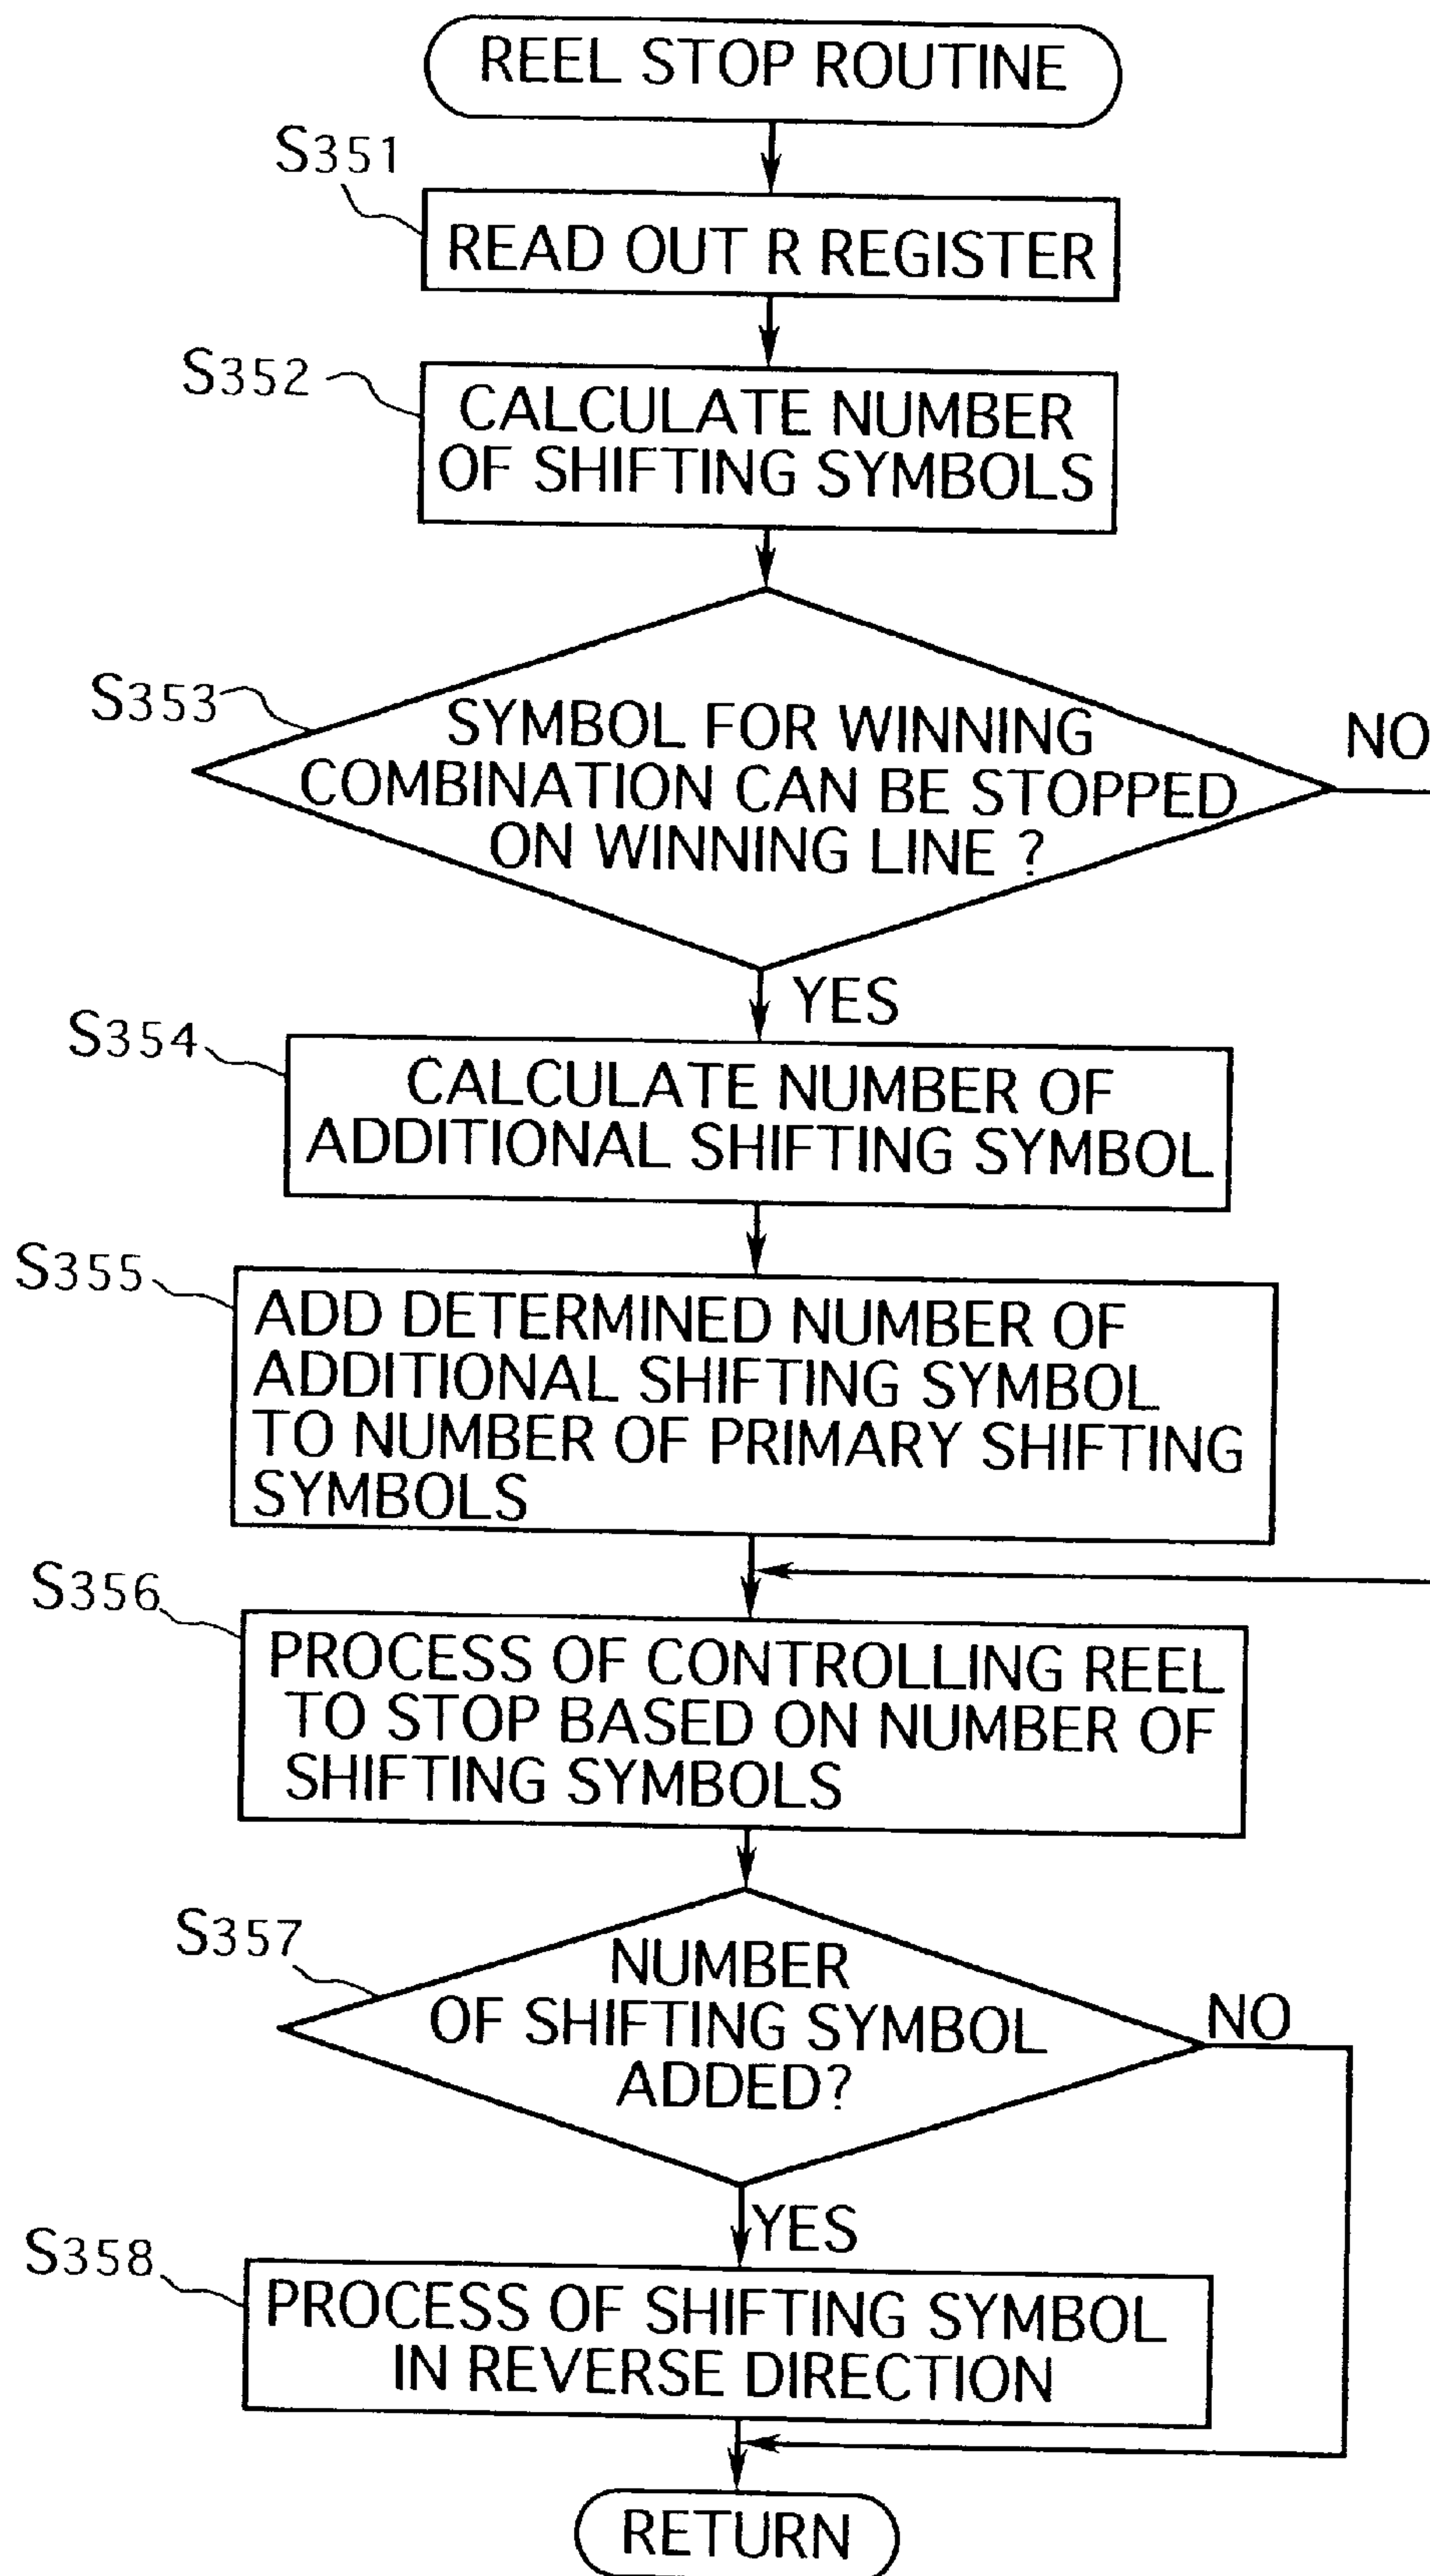 REEL STOP ROUTINE
S351
READ OUT R REGISTER
S352
CALCULATE NUMBER
OF SHIFTING SYMBOLS
S353
SYMBOL FOR WINNING
COMBINATION CAN BE STOPPED
ON WINNING LINE ?
NO
YES
S354
CALCULATE NUMBER OF
ADDITIONAL SHIFTING SYMBOL
S355
ADD DETERMINED NUMBER OF
ADDITIONAL SHIFTING SYMBOL
TO NUMBER OF PRIMARY SHIFTING
SYMBOLS
S356
PROCESS OF CONTROLLING REEL
TO STOP BASED ON NUMBER OF
SHIFTING SYMBOLS
S357
NUMBER
OF SHIFTING SYMBOL
ADDED?
NO
YES
S358
PROCESS OF SHIFTING SYMBOL
IN REVERSE DIRECTION
RETURN